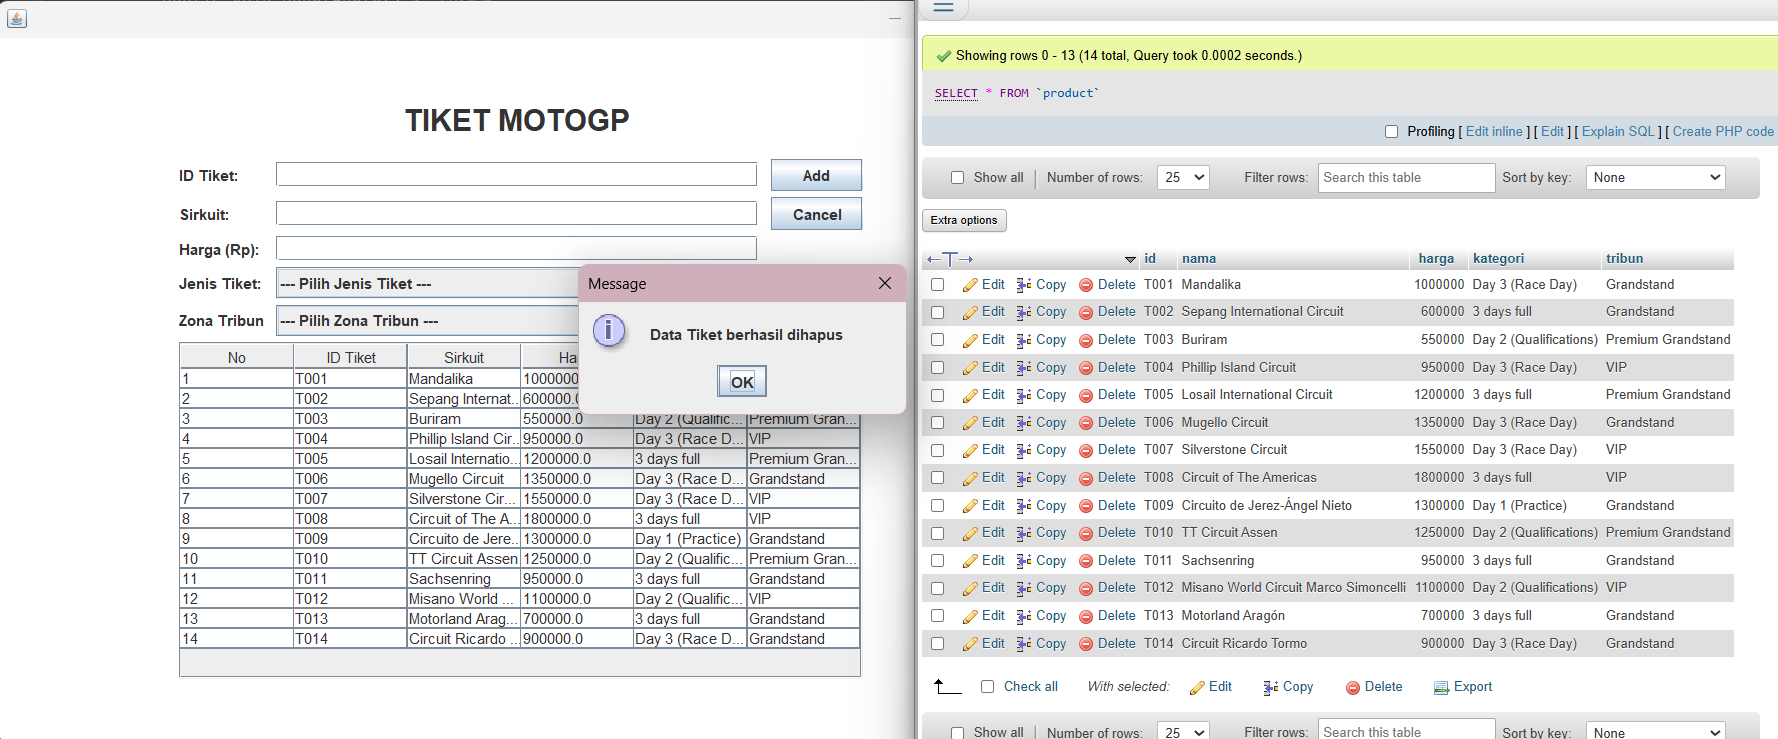 TIKET MOTOGP
ID Tiket:
Add
Sirkuit:
Cancel
Harga (Rp):
Jenis Tiket:
--- Pilih Jenis Tiket ---
Zona Tribun
--- Pilih Zona Tribun ---
Message
Data Tiket berhasil dihapus
OK
No ID Tiket Sirkuit Ha
1 T001 Mandalika 1000000
2 T002 Sepang Internat... 600000.
3 T003 Buriram 550000.0 Day 2 (Qualific... Premium Gran...
4 T004 Phillip Island Cir... 950000.0 Day 3 (Race D... VIP
5 T005 Losail Internatio... 1200000.0 3 days full Premium Gran...
6 T006 Mugello Circuit 1350000.0 Day 3 (Race D... Grandstand
7 T007 Silverstone Cir... 1550000.0 Day 3 (Race D... VIP
8 T008 Circuit of The A... 1800000.0 3 days full VIP
9 T009 Circuito de Jere... 1300000.0 Day 1 (Practice) Grandstand
10 T010 TT Circuit Assen 1250000.0 Day 2 (Qualific... Premium Gran...
11 T011 Sachsenring 950000.0 3 days full Grandstand
12 T012 Misano World ... 1100000.0 Day 2 (Qualific... VIP
13 T013 Motorland Arag... 700000.0 3 days full Grandstand
14 T014 Circuit Ricardo ... 900000.0 Day 3 (Race D... Grandstand
Showing rows 0 - 13 (14 total, Query took 0.0002 seconds.)
SELECT * FROM `product`
Profiling [ Edit inline ] [ Edit ] [ Explain SQL ] [ Create PHP code
Show all Number of rows: 25 Filter rows: Search this table Sort by key: None
Extra options
id nama harga kategori tribun
Edit Copy Delete T001 Mandalika 1000000 Day 3 (Race Day) Grandstand
Edit Copy Delete T002 Sepang International Circuit 600000 3 days full Grandstand
Edit Copy Delete T003 Buriram 550000 Day 2 (Qualifications) Premium Grandstand
Edit Copy Delete T004 Phillip Island Circuit 950000 Day 3 (Race Day) VIP
Edit Copy Delete T005 Losail International Circuit 1200000 3 days full Premium Grandstand
Edit Copy Delete T006 Mugello Circuit 1350000 Day 3 (Race Day) Grandstand
Edit Copy Delete T007 Silverstone Circuit 1550000 Day 3 (Race Day) VIP
Edit Copy Delete T008 Circuit of The Americas 1800000 3 days full VIP
Edit Copy Delete T009 Circuito de Jerez-Ángel Nieto 1300000 Day 1 (Practice) Grandstand
Edit Copy Delete T010 TT Circuit Assen 1250000 Day 2 (Qualifications) Premium Grandstand
Edit Copy Delete T011 Sachsenring 950000 3 days full Grandstand
Edit Copy Delete T012 Misano World Circuit Marco Simoncelli 1100000 Day 2 (Qualifications) VIP
Edit Copy Delete T013 Motorland Aragón 700000 3 days full Grandstand
Edit Copy Delete T014 Circuit Ricardo Tormo 900000 Day 3 (Race Day) Grandstand
Check all With selected: Edit Copy Delete Export
Show all Number of rows: 25 Filter rows: Search this table Sort by key: None